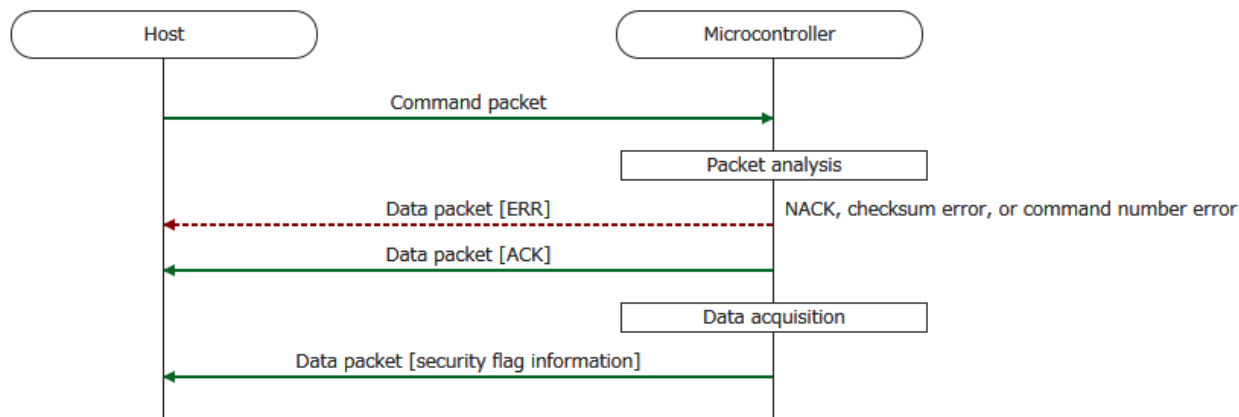 Host
Microcontroller
Command packet
Packet analysis
Data packet [ERR]
NACK, checksum error, or command number error
Data packet [ACK]
Data acquisition
Data packet [security flag information]